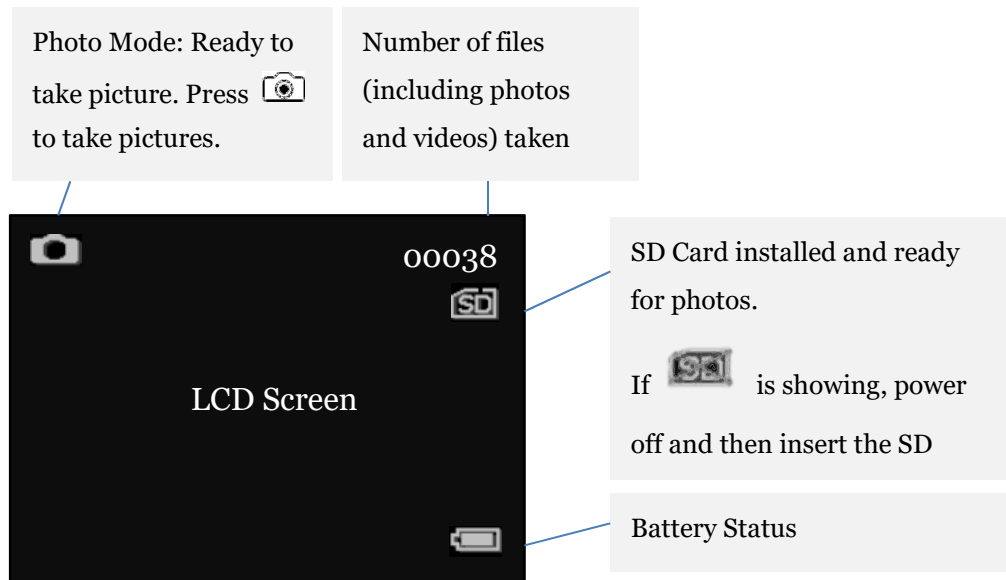 Photo Mode: Ready to
take picture. Press
to take pictures.
Number of files
(including photos
and videos) taken
00038
SD
LCD Screen
SD Card installed and ready
for photos.
If SD is showing, power
off and then insert the SD
Battery Status